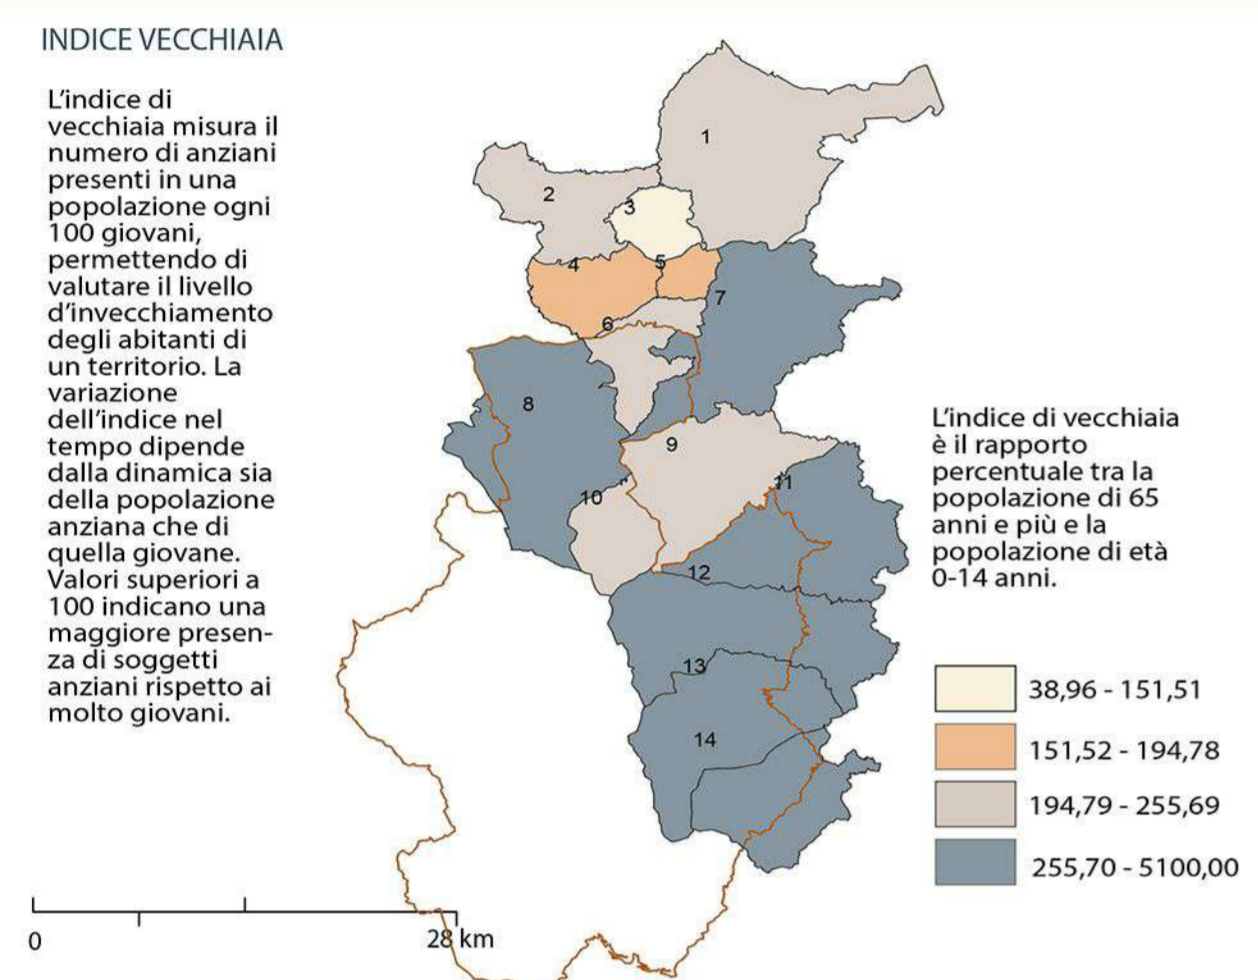 INDICE VECCHIAIA
L'indice di
vecchiaia misura il
numero di anziani
presenti in una
popolazione ogni
100 giovani,
permettendo di
valutare il livello
d'invecchiamento
degli abitanti di
un territorio. La
variazione
dell'indice nel
tempo dipende
dalla dinamica sia
della popolazione
anziana che di
quella giovane.
Valori superiori a
100 indicano una
maggiore presen-
za di soggetti
anziani rispetto ai
molto giovani.
1
2
3
4
5
6
7
8
9
10
11
12
13
14
L'indice di vecchiaia
è il rapporto
percentuale tra la
popolazione di 65
anni e più e la
popolazione di età
0-14 anni.
38,96 - 151,51
151,52 - 194,78
194,79 - 255,69
255,70 - 5100,00
0
28 km